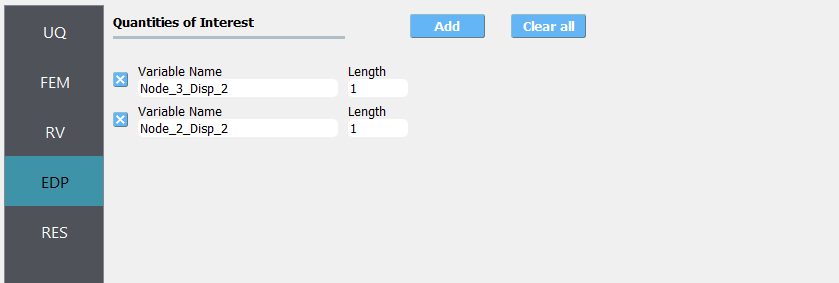 UQ
FEM
RV
EDP
RES
Quantities of Interest
Add
Clear all
Variable Name
Length
Node_3_Disp_2
1
Variable Name
Length
Node_2_Disp_2
1